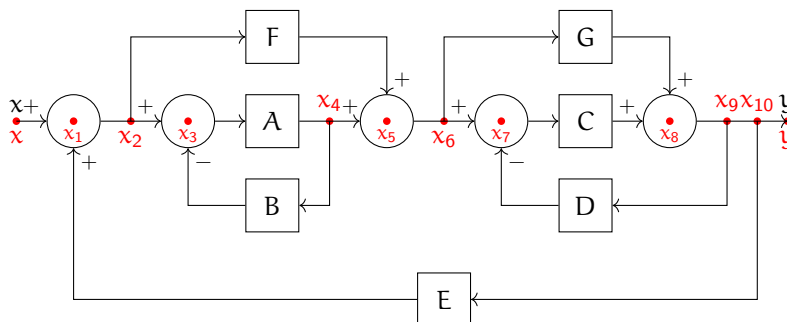 F G
+ +
x + + x₄ + + + x₉ x₁₀ y
x x₁ x₂ x₃ A x₅ x₆ x₇ C x₈ y
+ − −
B D
E